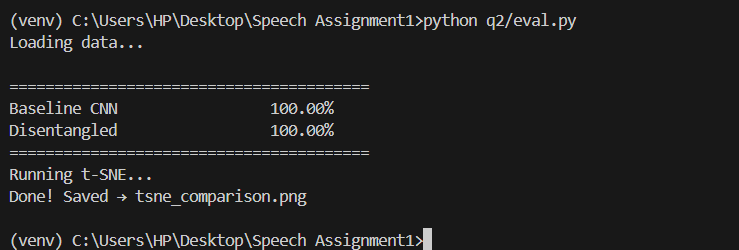 (venv) C:\Users\HP\Desktop\Speech Assignment1>python q2/eval.py
Loading data...
========================================
Baseline CNN                 100.00%
Disentangled                 100.00%
========================================
Running t-SNE...
Done! Saved → tsne_comparison.png
(venv) C:\Users\HP\Desktop\Speech Assignment1>